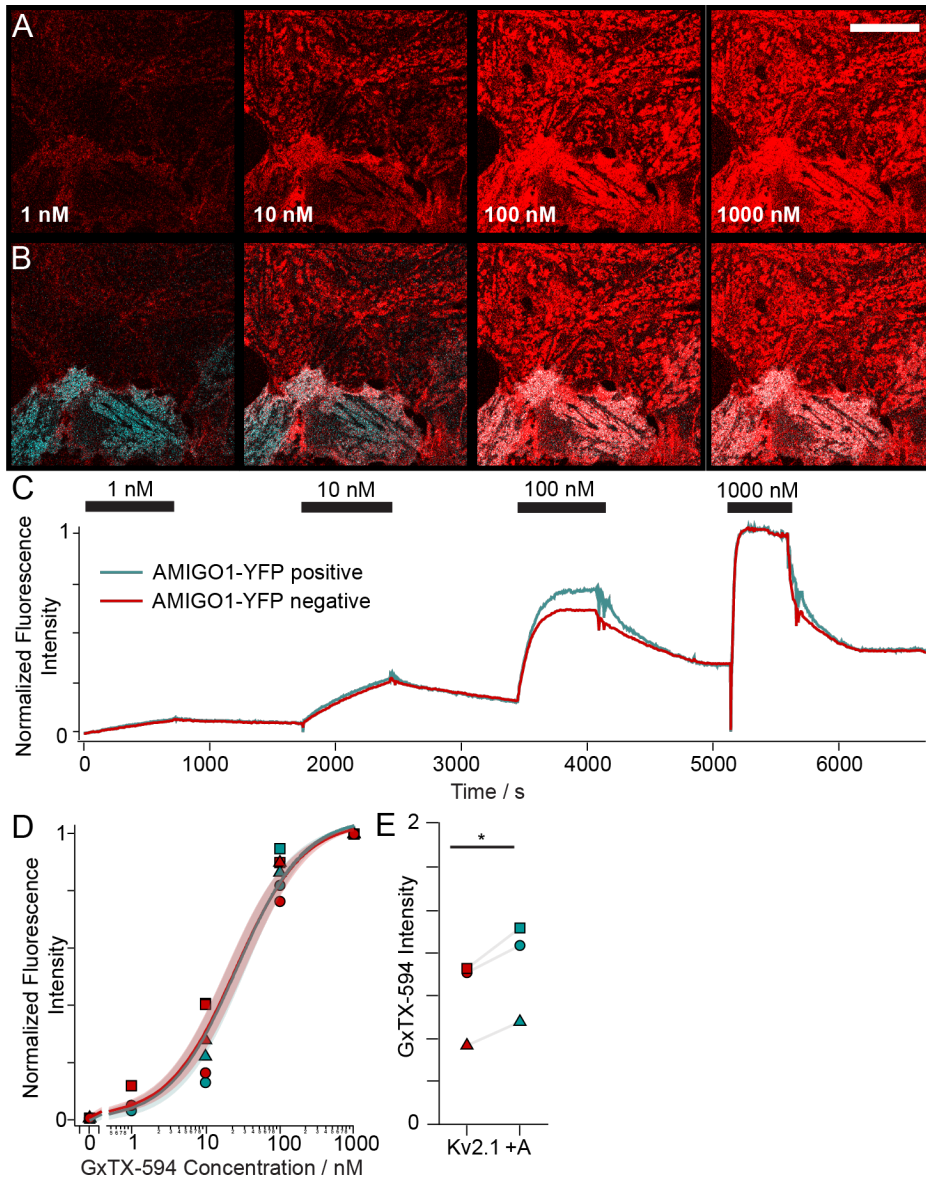 A
1 nM
10 nM
100 nM
1000 nM
B
C
1 nM
10 nM
100 nM
1000 nM
Normalized Fluorescence
Intensity
1
0
AMIGO1-YFP positive
AMIGO1-YFP negative
0
1000
2000
3000
4000
5000
6000
Time / s
D
Normalized Fluorescence
Intensity
1
0
0
1
10
100
1000
GxTX-594 Concentration / nM
E
*
GxTX-594 Intensity
2
0
Kv2.1 +A